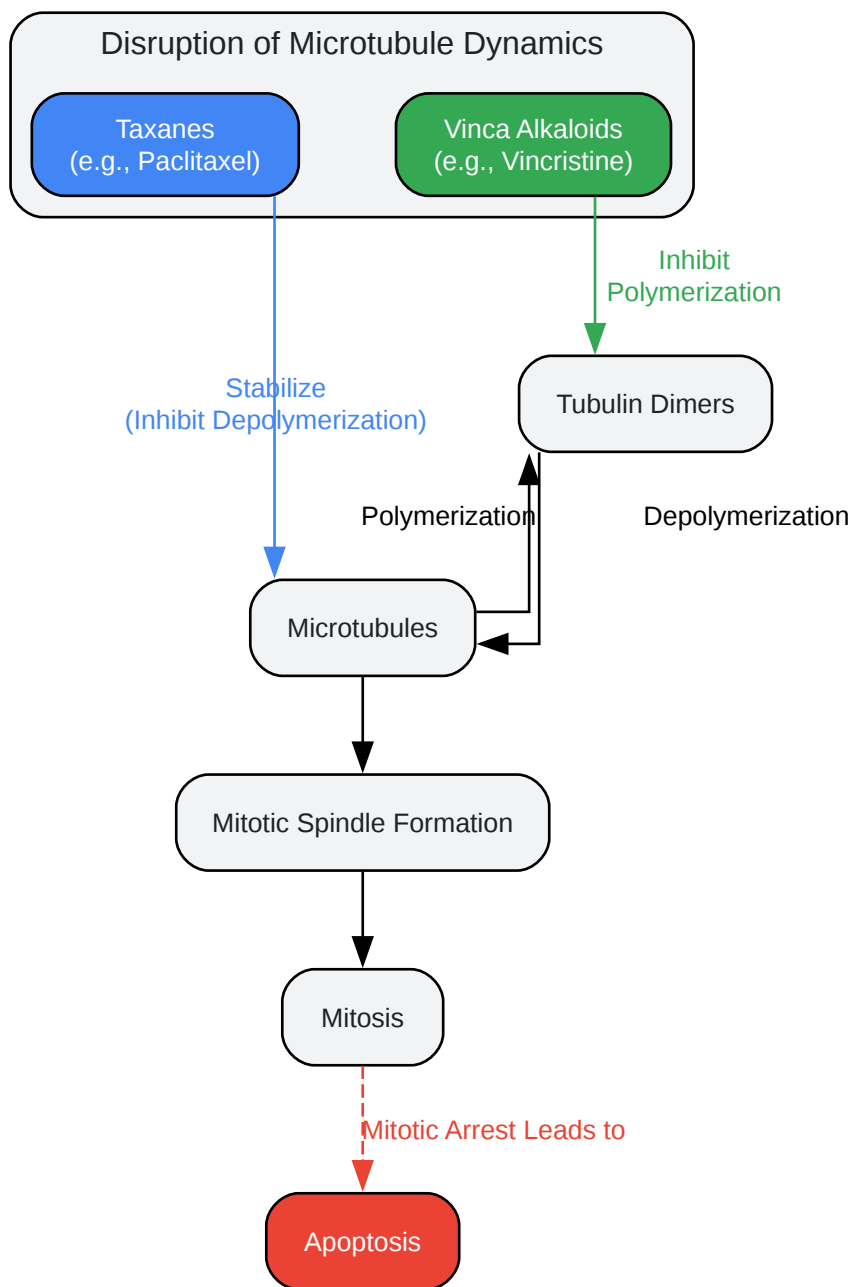 Disruption of Microtubule Dynamics
Taxanes
(e.g., Paclitaxel)
Vinca Alkaloids
(e.g., Vincristine)
Inhibit
Polymerization
Stabilize
(Inhibit Depolymerization)
Tubulin Dimers
Polymerization
Depolymerization
Microtubules
Mitotic Spindle Formation
Mitosis
Mitotic Arrest Leads to
Apoptosis